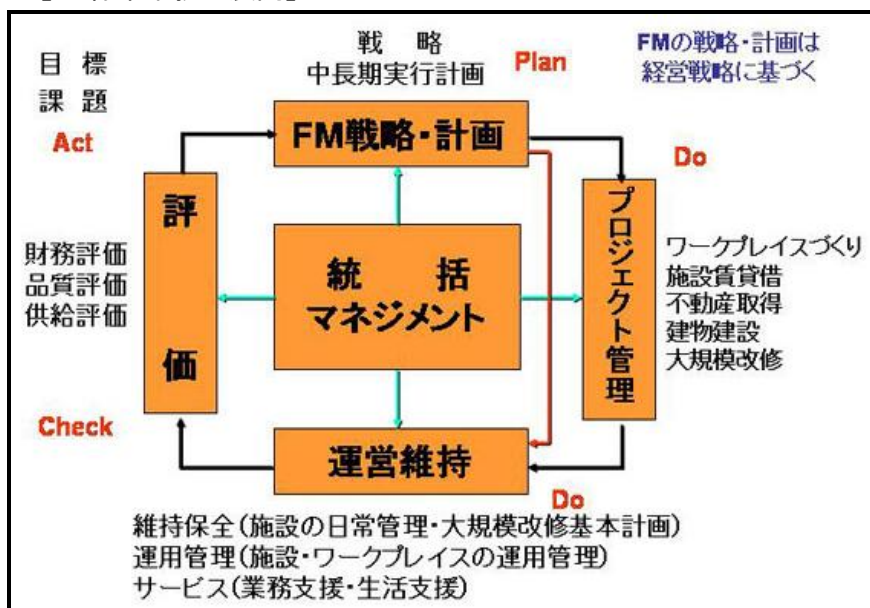 目 標
課 題
戦 略
中長期実行計画
Plan
FMの戦略・計画は
経営戦略に基づく
Act
FM戦略・計画
Do
評 価
財務評価
品質評価
供給評価
統 括
マネジメント
プロジェクト管理
ワークプレイスづくり
施設賃貸借
不動産取得
建物建設
大規模改修
Check
運営維持
Do
維持保全(施設の日常管理・大規模改修基本計画)
運用管理(施設・ワークプレイスの運用管理)
サービス(業務支援・生活支援)